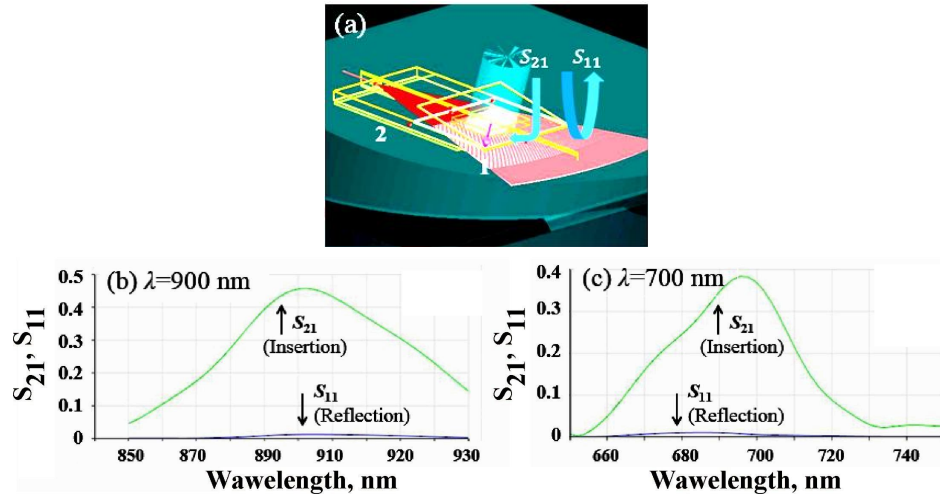 (a)
S21 S11
2
1
(b) λ=900 nm
0.5
0.4
0.3
0.2
0.1
0
S21, S11
S21
(Insertion)
S11
(Reflection)
850 870 890 910 920 930
Wawelength, nm
(c) λ=700 nm
0.4
0.3
0.2
0.1
0
S21, S11
S21
(Insertion)
S11
(Reflection)
660 680 700 720 740
Wawelength, nm